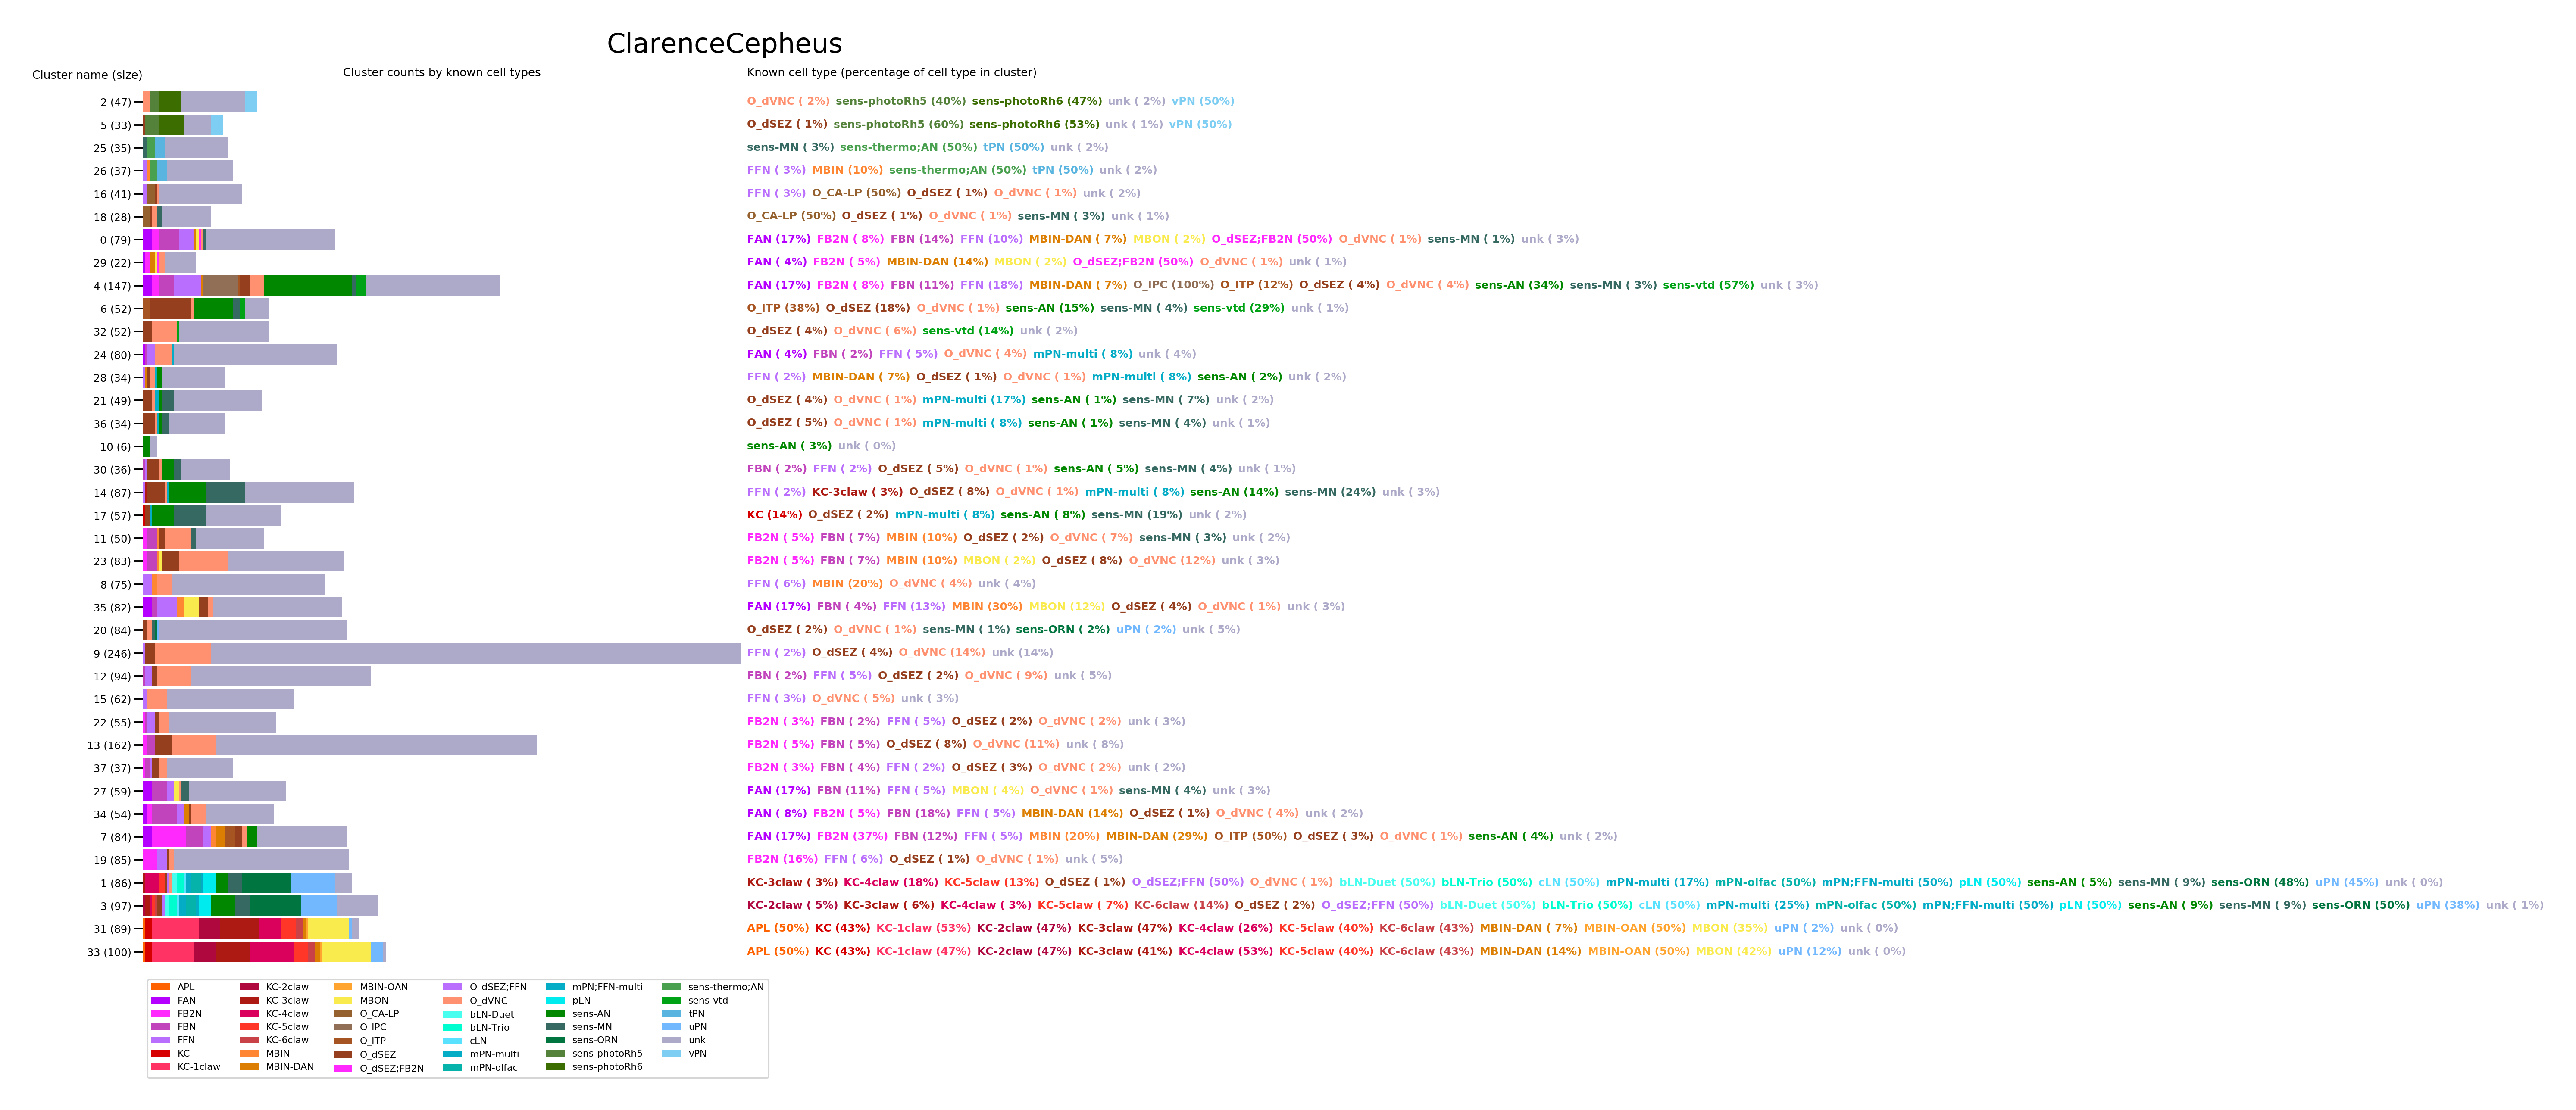 ClarenceCepheus
Cluster name (size) Cluster counts by known cell types Known cell type (percentage of cell type in cluster)
2 (47) O_dVNC ( 2%) sens-photoRh5 (40%) sens-photoRh6 (47%) unk ( 2%) vPN (50%)
5 (33) O_dSEZ ( 1%) sens-photoRh5 (60%) sens-photoRh6 (53%) unk ( 1%) vPN (50%)
25 (35) sens-MN ( 3%) sens-thermo;AN (50%) tPN (50%) unk ( 2%)
26 (37) FFN ( 3%) MBIN (10%) sens-thermo;AN (50%) tPN (50%) unk ( 2%)
16 (41) FFN ( 3%) O_CA-LP (50%) O_dSEZ ( 1%) O_dVNC ( 1%) unk ( 2%)
18 (28) O_CA-LP (50%) O_dSEZ ( 1%) O_dVNC ( 1%) sens-MN ( 3%) unk ( 1%)
0 (79) FAN (17%) FB2N ( 8%) FBN (14%) FFN (10%) MBIN-DAN ( 7%) MBON ( 2%) O_dSEZ;FB2N (50%) O_dVNC ( 1%) sens-MN ( 1%) unk ( 3%)
29 (22) FAN ( 4%) FB2N ( 5%) MBIN-DAN (14%) MBON ( 2%) O_dSEZ;FB2N (50%) O_dVNC ( 1%) unk ( 1%)
4 (147) FAN (17%) FB2N ( 8%) FBN (11%) FFN (18%) MBIN-DAN ( 7%) O_IPC (100%) O_ITP (12%) O_dSEZ ( 4%) O_dVNC ( 4%) sens-AN (34%) sens-MN ( 3%) sens-vtd (57%) unk ( 3%)
6 (52) O_ITP (38%) O_dSEZ (18%) O_dVNC ( 1%) sens-AN (15%) sens-MN ( 4%) sens-vtd (29%) unk ( 1%)
32 (52) O_dSEZ ( 4%) O_dVNC ( 6%) sens-vtd (14%) unk ( 2%)
24 (80) FAN ( 4%) FBN ( 2%) FFN ( 5%) O_dVNC ( 4%) mPN-multi ( 8%) unk ( 4%)
28 (34) FFN ( 2%) MBIN-DAN ( 7%) O_dSEZ ( 1%) O_dVNC ( 1%) mPN-multi ( 8%) sens-AN ( 2%) unk ( 2%)
21 (49) O_dSEZ ( 4%) O_dVNC ( 1%) mPN-multi (17%) sens-AN ( 1%) sens-MN ( 7%) unk ( 2%)
36 (34) O_dSEZ ( 5%) O_dVNC ( 1%) mPN-multi ( 8%) sens-AN ( 1%) sens-MN ( 4%) unk ( 1%)
10 (6) sens-AN ( 3%) unk ( 0%)
30 (36) FBN ( 2%) FFN ( 2%) O_dSEZ ( 5%) O_dVNC ( 1%) sens-AN ( 5%) sens-MN ( 4%) unk ( 1%)
14 (87) FFN ( 2%) KC-3claw ( 3%) O_dSEZ ( 8%) O_dVNC ( 1%) mPN-multi ( 8%) sens-AN (14%) sens-MN (24%) unk ( 3%)
17 (57) KC (14%) O_dSEZ ( 2%) mPN-multi ( 8%) sens-AN ( 8%) sens-MN (19%) unk ( 2%)
11 (50) FB2N ( 5%) FBN ( 7%) MBIN (10%) O_dSEZ ( 2%) O_dVNC ( 7%) sens-MN ( 3%) unk ( 2%)
23 (83) FB2N ( 5%) FBN ( 7%) MBIN (10%) MBON ( 2%) O_dSEZ ( 8%) O_dVNC (12%) unk ( 3%)
8 (75) FFN ( 6%) MBIN (20%) O_dVNC ( 4%) unk ( 4%)
35 (82) FAN (17%) FBN ( 4%) FFN (13%) MBIN (30%) MBON (12%) O_dSEZ ( 4%) O_dVNC ( 1%) unk ( 3%)
20 (84) O_dSEZ ( 2%) O_dVNC ( 1%) sens-MN ( 1%) sens-ORN ( 2%) uPN ( 2%) unk ( 5%)
9 (246) FFN ( 2%) O_dSEZ ( 4%) O_dVNC (14%) unk (14%)
12 (94) FBN ( 2%) FFN ( 5%) O_dSEZ ( 2%) O_dVNC ( 9%) unk ( 5%)
15 (62) FFN ( 3%) O_dVNC ( 5%) unk ( 3%)
22 (55) FB2N ( 3%) FBN ( 2%) FFN ( 5%) O_dSEZ ( 2%) O_dVNC ( 2%) unk ( 3%)
13 (162) FB2N ( 5%) FBN ( 5%) O_dSEZ ( 8%) O_dVNC (11%) unk ( 8%)
37 (37) FB2N ( 3%) FBN ( 4%) FFN ( 2%) O_dSEZ ( 3%) O_dVNC ( 2%) unk ( 2%)
27 (59) FAN (17%) FBN (11%) FFN ( 5%) MBON ( 4%) O_dVNC ( 1%) sens-MN ( 4%) unk ( 3%)
34 (54) FAN ( 8%) FB2N ( 5%) FBN (18%) FFN ( 5%) MBIN-DAN (14%) O_dSEZ ( 1%) O_dVNC ( 4%) unk ( 2%)
7 (84) FAN (17%) FB2N (37%) FBN (12%) FFN ( 5%) MBIN (20%) MBIN-DAN (29%) O_ITP (50%) O_dSEZ ( 3%) O_dVNC ( 1%) sens-AN ( 4%) unk ( 2%)
19 (85) FB2N (16%) FFN ( 6%) O_dSEZ ( 1%) O_dVNC ( 1%) unk ( 5%)
1 (86) KC-3claw ( 3%) KC-4claw (18%) KC-5claw (13%) O_dSEZ ( 1%) O_dSEZ;FFN (50%) O_dVNC ( 1%) bLN-Duet (50%) bLN-Trio (50%) cLN (50%) mPN-multi (17%) mPN-olfac (50%) mPN;FFN-multi (50%) pLN (50%) sens-AN ( 5%) sens-MN ( 9%) sens-ORN (48%) uPN (45%) unk ( 0%)
3 (97) KC-2claw ( 5%) KC-3claw ( 6%) KC-4claw ( 3%) KC-5claw ( 7%) KC-6claw (14%) O_dSEZ ( 2%) O_dSEZ;FFN (50%) bLN-Duet (50%) bLN-Trio (50%) cLN (50%) mPN-multi (25%) mPN-olfac (50%) mPN;FFN-multi (50%) pLN (50%) sens-AN ( 9%) sens-MN ( 9%) sens-ORN (50%) uPN (38%) unk ( 1%)
31 (89) APL (50%) KC (43%) KC-1claw (53%) KC-2claw (47%) KC-3claw (47%) KC-4claw (26%) KC-5claw (40%) KC-6claw (43%) MBIN-DAN ( 7%) MBIN-OAN (50%) MBON (35%) uPN ( 2%) unk ( 0%)
33 (100) APL (50%) KC (43%) KC-1claw (47%) KC-2claw (47%) KC-3claw (41%) KC-4claw (53%) KC-5claw (40%) KC-6claw (43%) MBIN-DAN (14%) MBIN-OAN (50%) MBON (42%) uPN (12%) unk ( 0%)
APL KC-2claw MBIN-OAN O_dSEZ;FFN mPN;FFN-multi sens-thermo;AN
FAN KC-3claw MBON O_dVNC pLN sens-vtd
FB2N KC-4claw O_CA-LP bLN-Duet sens-AN tPN
FBN KC-5claw O_IPC bLN-Trio sens-MN uPN
FFN KC-6claw O_ITP cLN sens-ORN unk
KC MBIN O_dSEZ mPN-multi sens-photoRh5 vPN
KC-1claw MBIN-DAN O_dSEZ;FB2N mPN-olfac sens-photoRh6